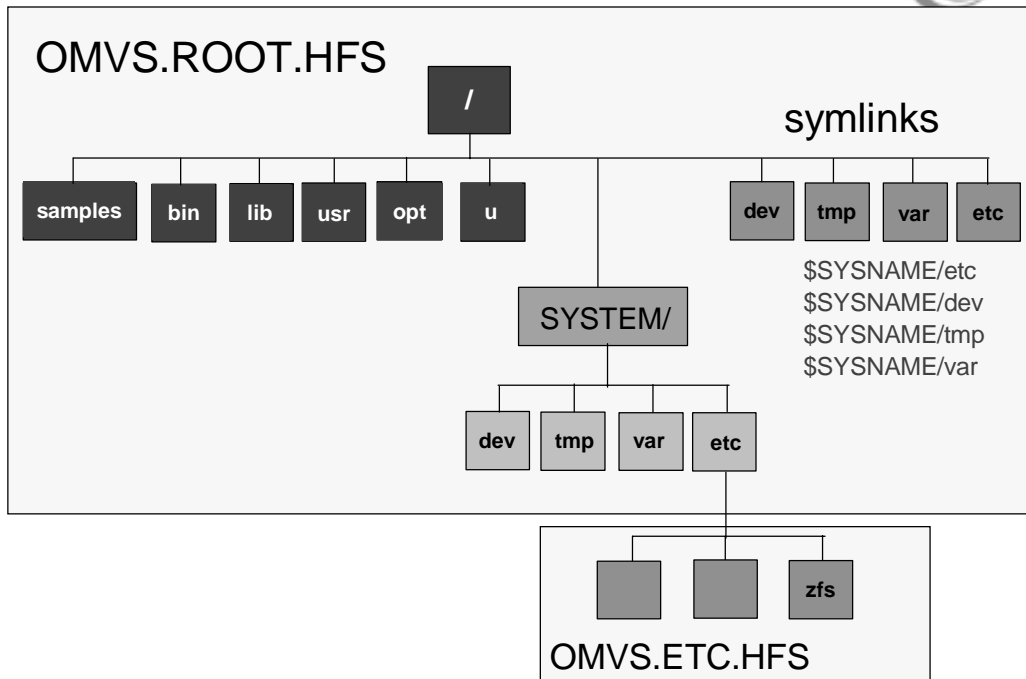 OMVS.ROOT.HFS
/
symlinks
samples bin lib usr opt u dev tmp var etc
$SYSNAME/etc
$SYSNAME/dev
$SYSNAME/tmp
$SYSNAME/var
SYSTEM/
dev tmp var etc
zfs
OMVS.ETC.HFS